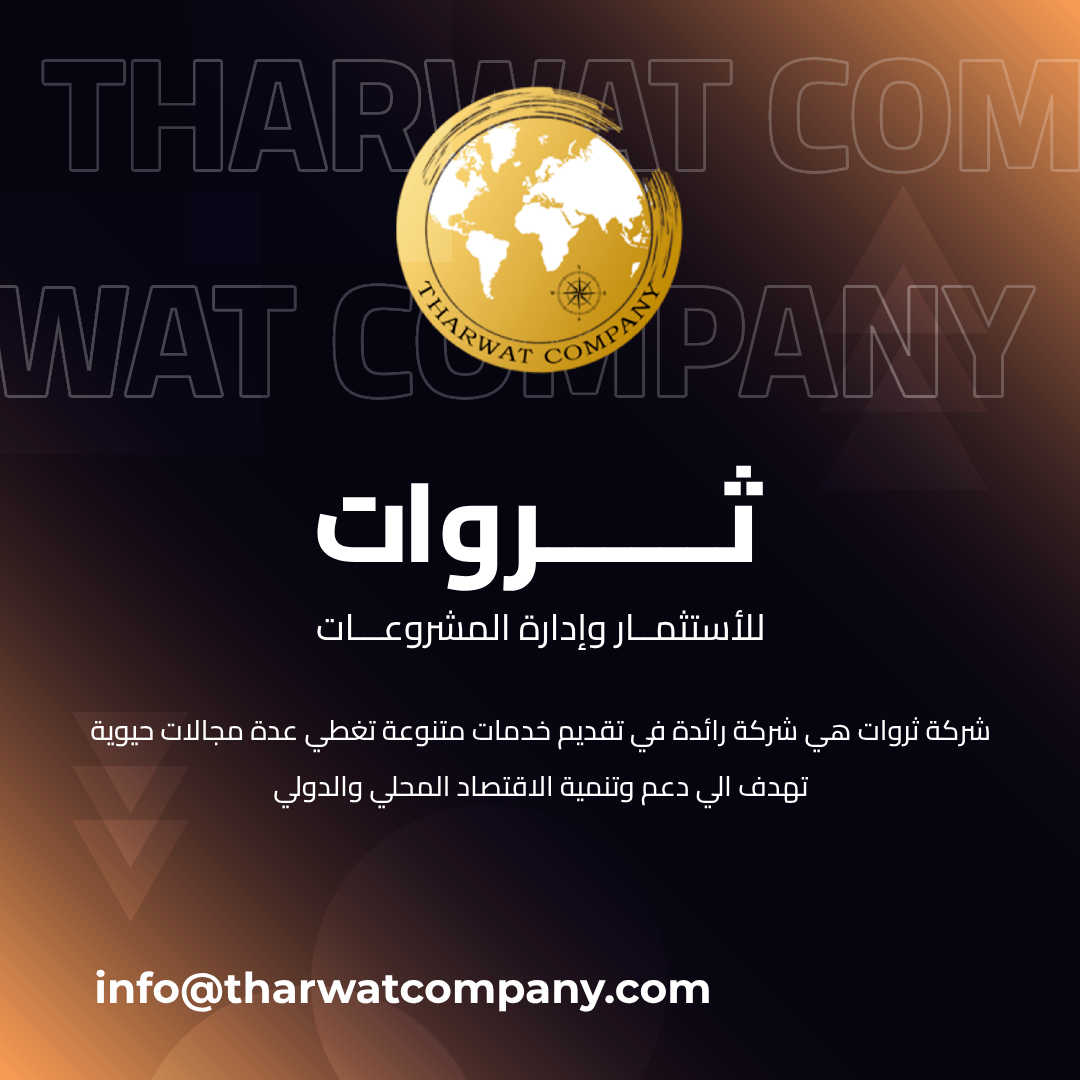 THARWAT COM
WAT COMPANY
THARWAT COMPANY
ثـــــروات
للأستثمـــار وإدارة المشروعـــات
شركة ثروات هي شركة رائدة في تقديم خدمات متنوعة تغطي عدة مجالات حيوية
تهدف الي دعم وتنمية الاقتصاد المحلي والدولي
info@tharwatcompany.com